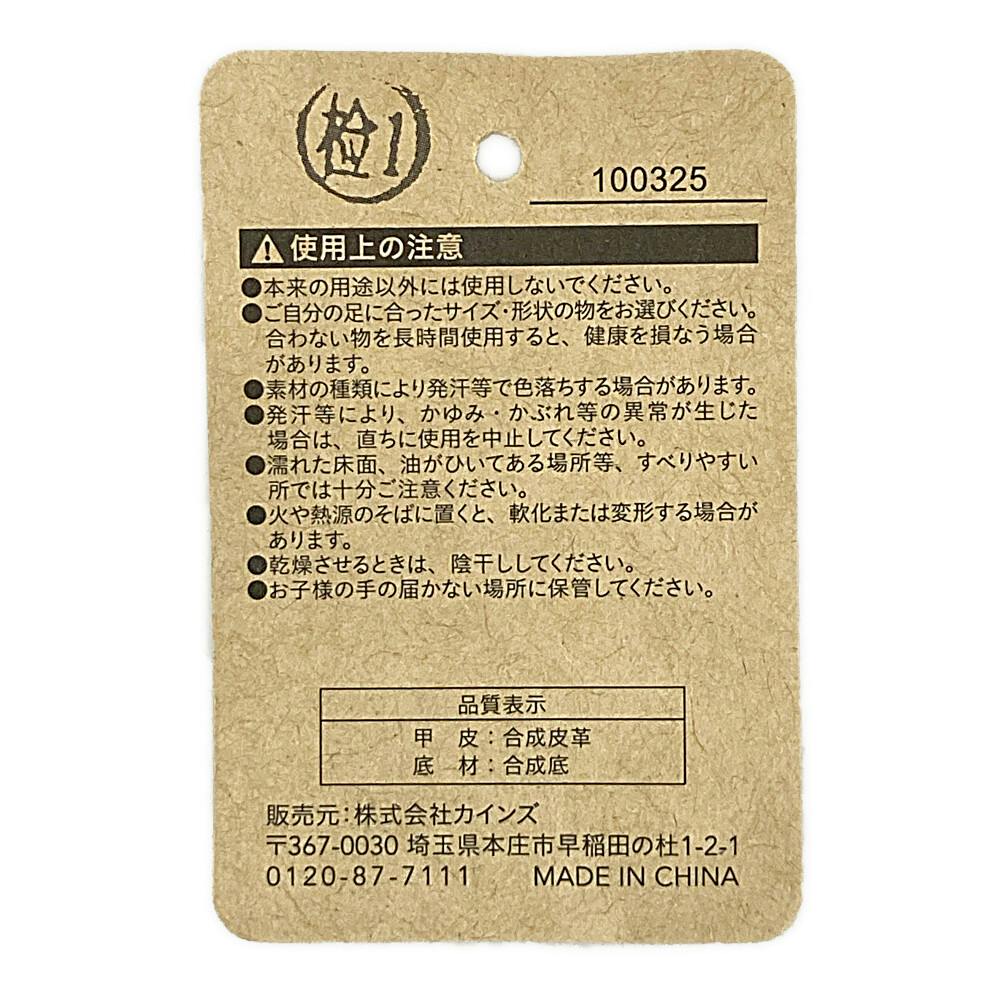 検1
100325
使用上の注意
●本来の用途以外には使用しないでください。
●ご自分の足に合ったサイズ・形状の物をお選びください。
合わない物を長時間使用すると、健康を損なう場合
があります。
●素材の種類により発汗等で色落ちする場合があります。
●発汗等により、かゆみ・かぶれ等の異常が生じた
場合は、直ちに使用を中止してください。
●濡れた床面、油がひいてある場所等、すべりやすい
所では十分ご注意ください。
●火や熱源のそばに置くと、軟化または変形する場合が
あります。
●乾燥させるときは、陰干ししてください。
●お子様の手の届かない場所に保管してください。
品質表示
甲 皮：合成皮革
底 材：合成底
販売元：株式会社カインズ
〒367-0030 埼玉県本庄市早稲田の杜1-2-1
0120-87-7111 MADE IN CHINA